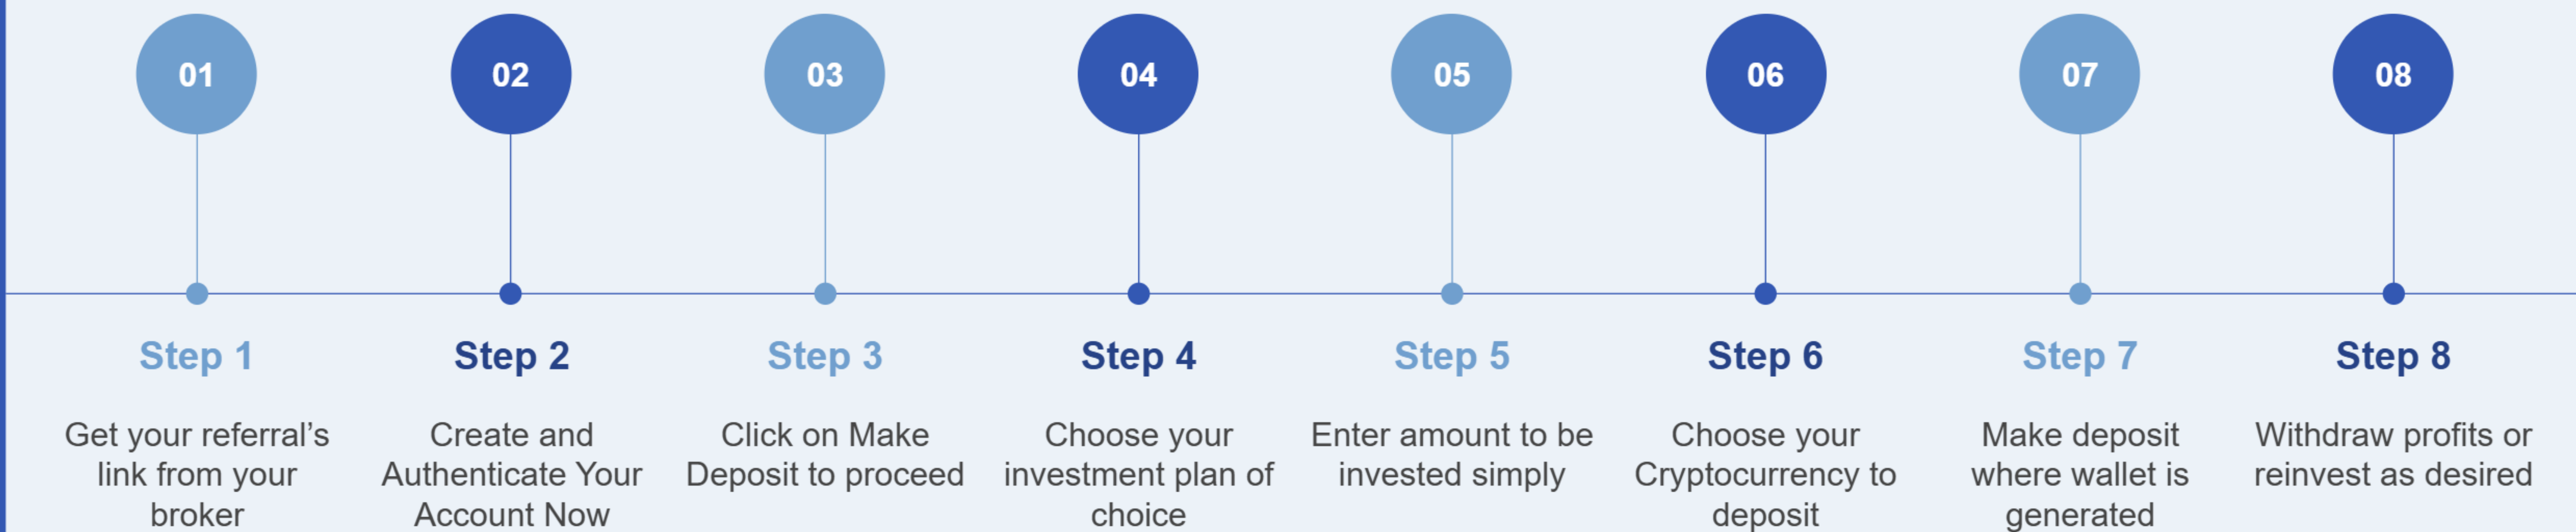 01
02
03
04
05
06
07
08
Step 1
Get your referral’s
link from your
broker
Step 2
Create and
Authenticate Your
Account Now
Step 3
Click on Make
Deposit to proceed
Step 4
Choose your
investment plan of
choice
Step 5
Enter amount to be
invested simply
Step 6
Choose your
Cryptocurrency to
deposit
Step 7
Make deposit
where wallet is
generated
Step 8
Withdraw profits or
reinvest as desired